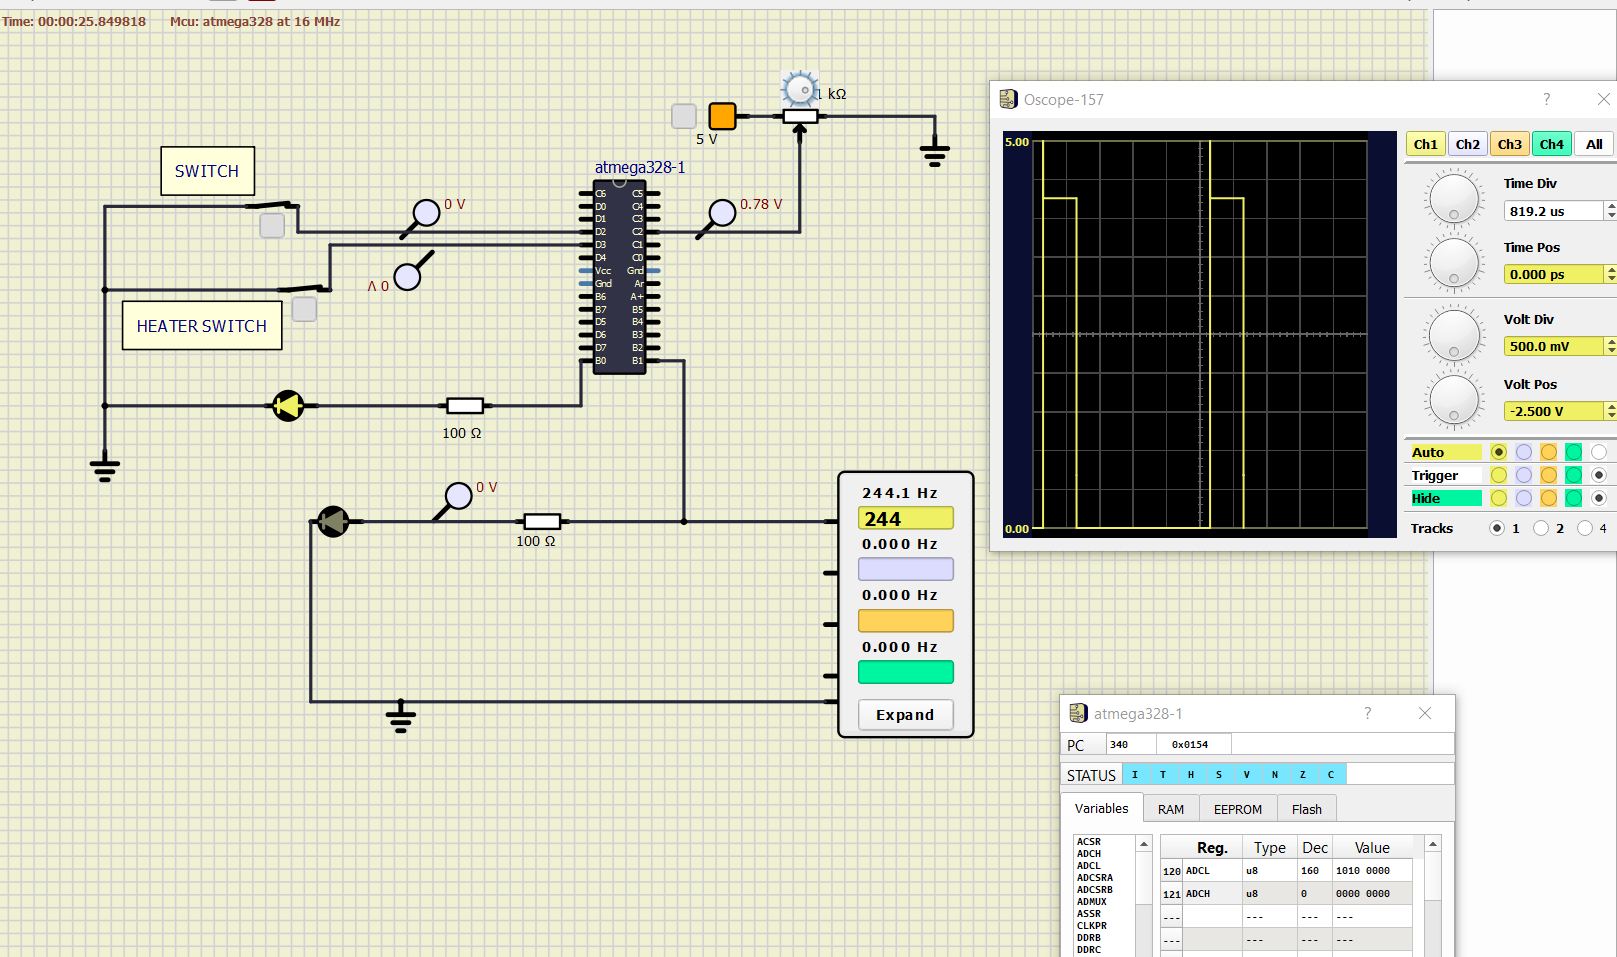 Time: 00:00:25.849818 Mcu: atmega328 at 16 MHz
1 kΩ
5 V
SWITCH
atmega328-1
0 V
0.78 V
C6 C5
D0 C4
D1 C3
D2 C2
D3 C1
D4 C0
Vcc Gnd
Gnd Ar
B6 A+
B7 B5
D5 B4
D6 B3
D7 B2
B0 B1
0 V
HEATER SWITCH
100 Ω
0 V
100 Ω
244.1 Hz
244
0.000 Hz
0.000 Hz
0.000 Hz
Expand
Oscope-157
?
5.00
0.00
Ch1 Ch2 Ch3 Ch4 All
Time Div
819.2 us
Time Pos
0.000 ps
Volt Div
500.0 mV
Volt Pos
-2.500 V
Auto
Trigger
Hide
Tracks 1 2 4
atmega328-1
?
PC 340 0x0154
STATUS I T H S V N Z C
Variables RAM EEPROM Flash
ACSR
ADCH
ADCL
ADCSRA
ADCSRB
ADMUX
ASSR
CLKPR
DDRB
DDRC
Reg. Type Dec Value
120 ADCL u8 160 1010 0000
121 ADCH u8 0 0000 0000
--- --- --- ---
--- --- --- ---